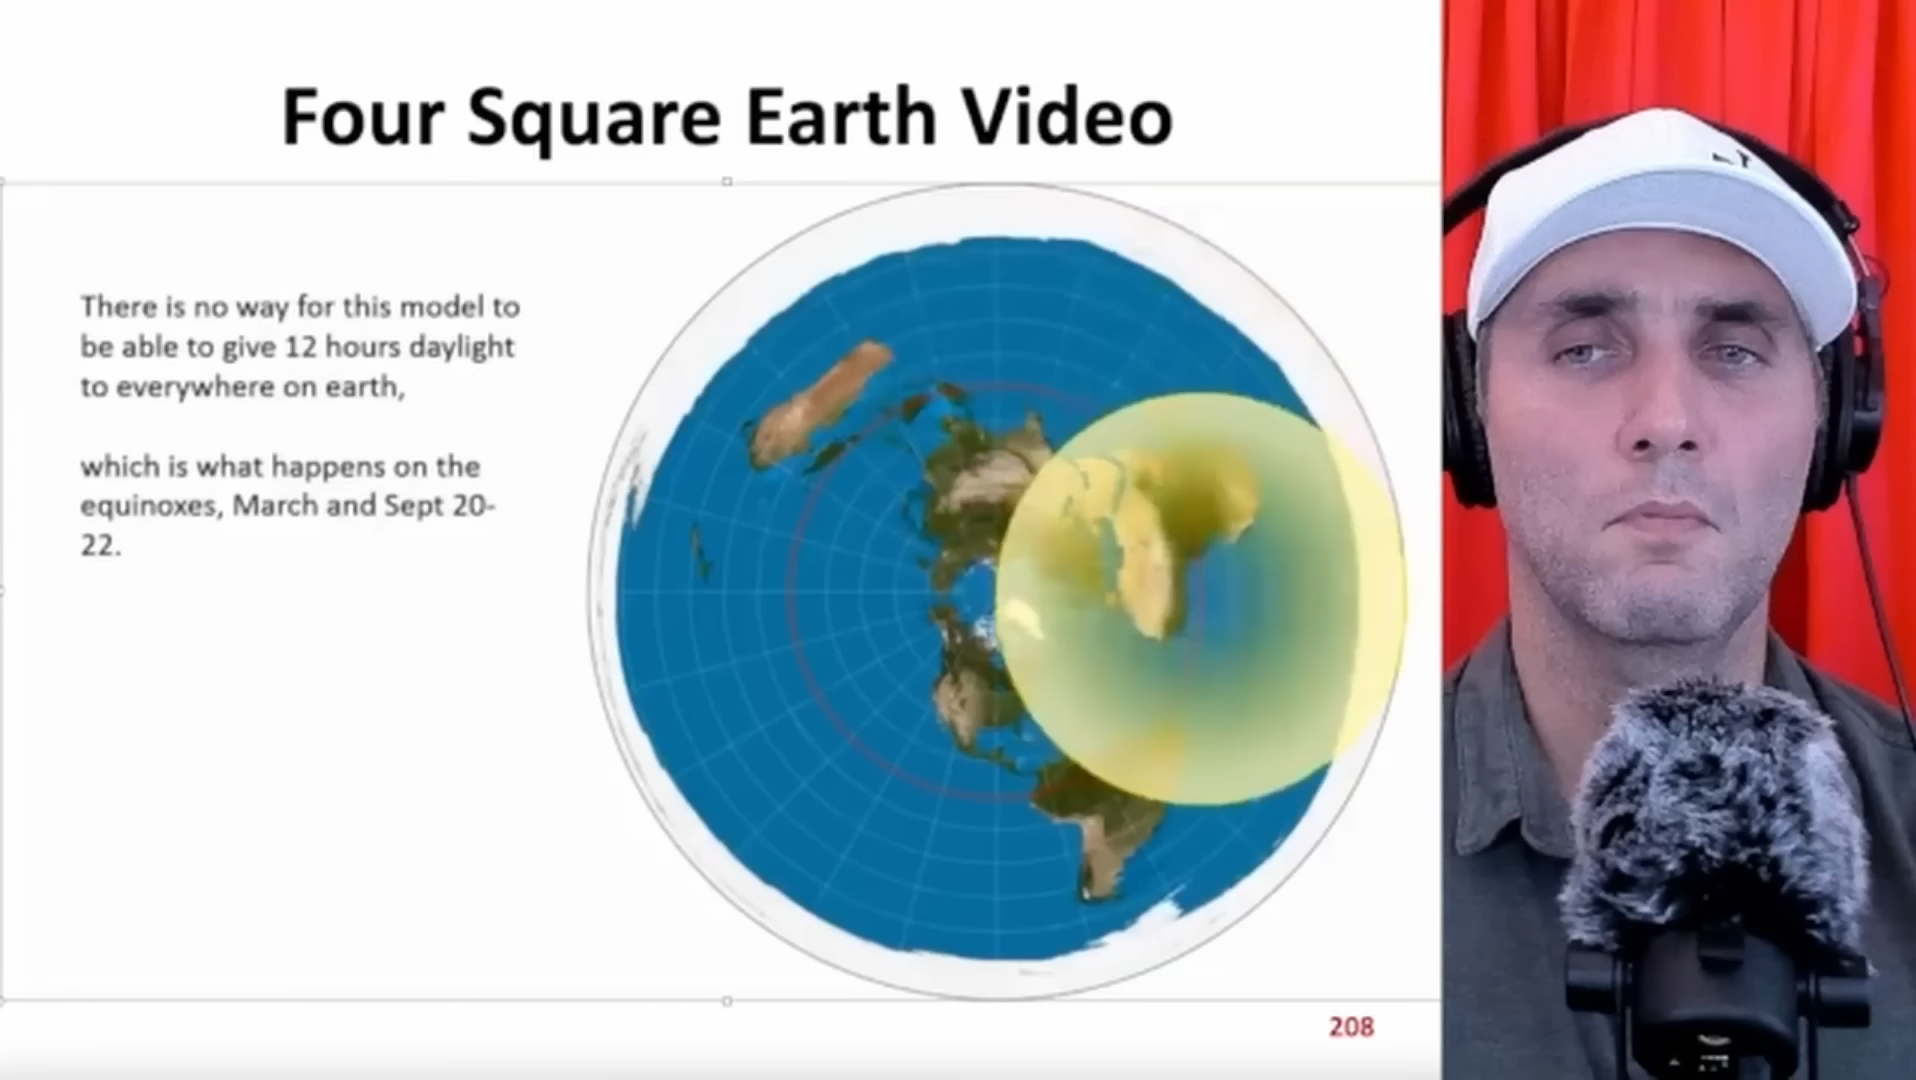 Four Square Earth Video
There is no way for this model to
be able to give 12 hours daylight
to everywhere on earth,
which is what happens on the
equinoxes, March and Sept 20-
22.
208